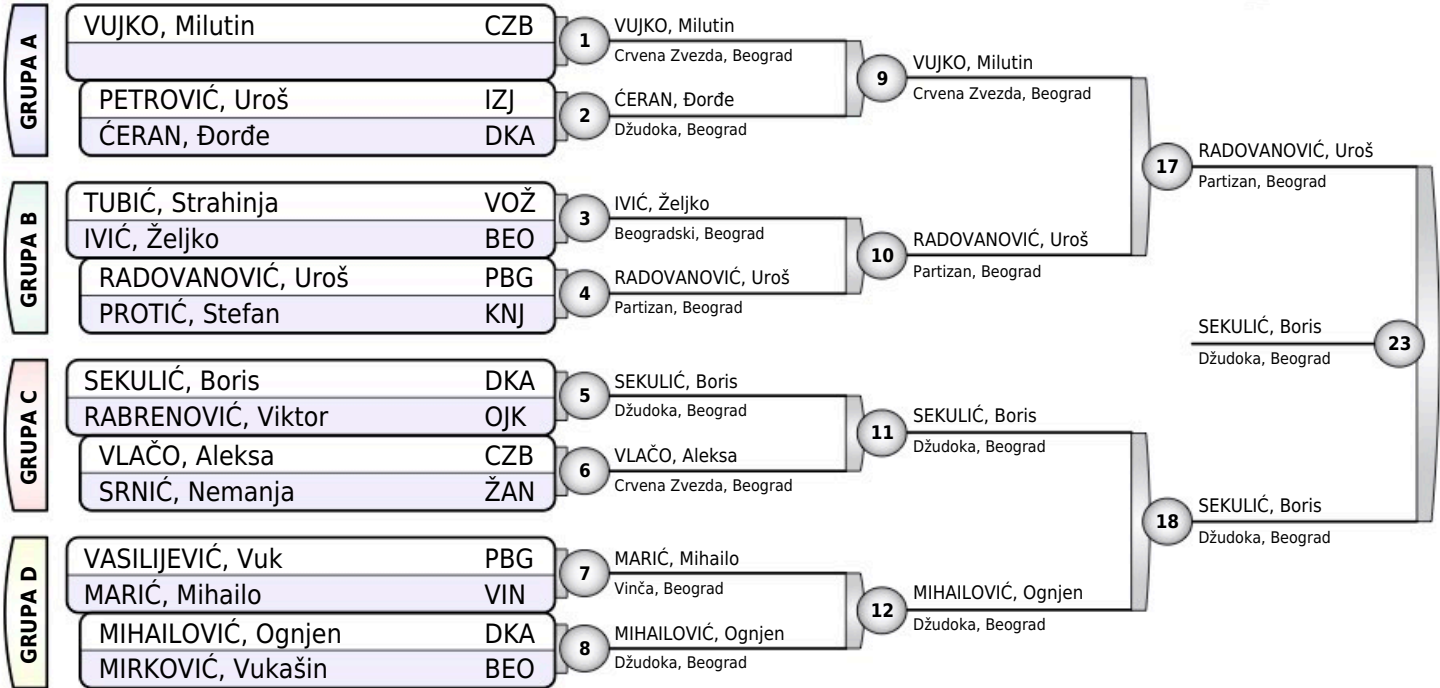 GRUPA A
VUJKO, Milutin CZB
PETROVIĆ, Uroš IZJ
ĆERAN, Đorđe DKA
GRUPA B
TUBIĆ, Strahinja VOŽ
IVIĆ, Željko BEO
RADOVANOVIĆ, Uroš PBG
PROTIĆ, Stefan KNJ
GRUPA C
SEKULIĆ, Boris DKA
RABRENOVIĆ, Viktor OJK
VLAČO, Aleksa CZB
SRNIĆ, Nemanja ŽAN
GRUPA D
VASILIJEVIĆ, Vuk PBG
MARIĆ, Mihailo VIN
MIHAILOVIĆ, Ognjen DKA
MIRKOVIĆ, Vukašin BEO
1
VUJKO, Milutin
Crvena Zvezda, Beograd
2
ĆERAN, Đorđe
Džudoka, Beograd
3
IVIĆ, Željko
Beogradski, Beograd
4
RADOVANOVIĆ, Uroš
Partizan, Beograd
5
SEKULIĆ, Boris
Džudoka, Beograd
6
VLAČO, Aleksa
Crvena Zvezda, Beograd
7
MARIĆ, Mihailo
Vinča, Beograd
8
MIHAILOVIĆ, Ognjen
Džudoka, Beograd
9
VUJKO, Milutin
Crvena Zvezda, Beograd
10
RADOVANOVIĆ, Uroš
Partizan, Beograd
11
SEKULIĆ, Boris
Džudoka, Beograd
12
MIHAILOVIĆ, Ognjen
Džudoka, Beograd
17
RADOVANOVIĆ, Uroš
Partizan, Beograd
18
SEKULIĆ, Boris
Džudoka, Beograd
SEKULIĆ, Boris
Džudoka, Beograd
23